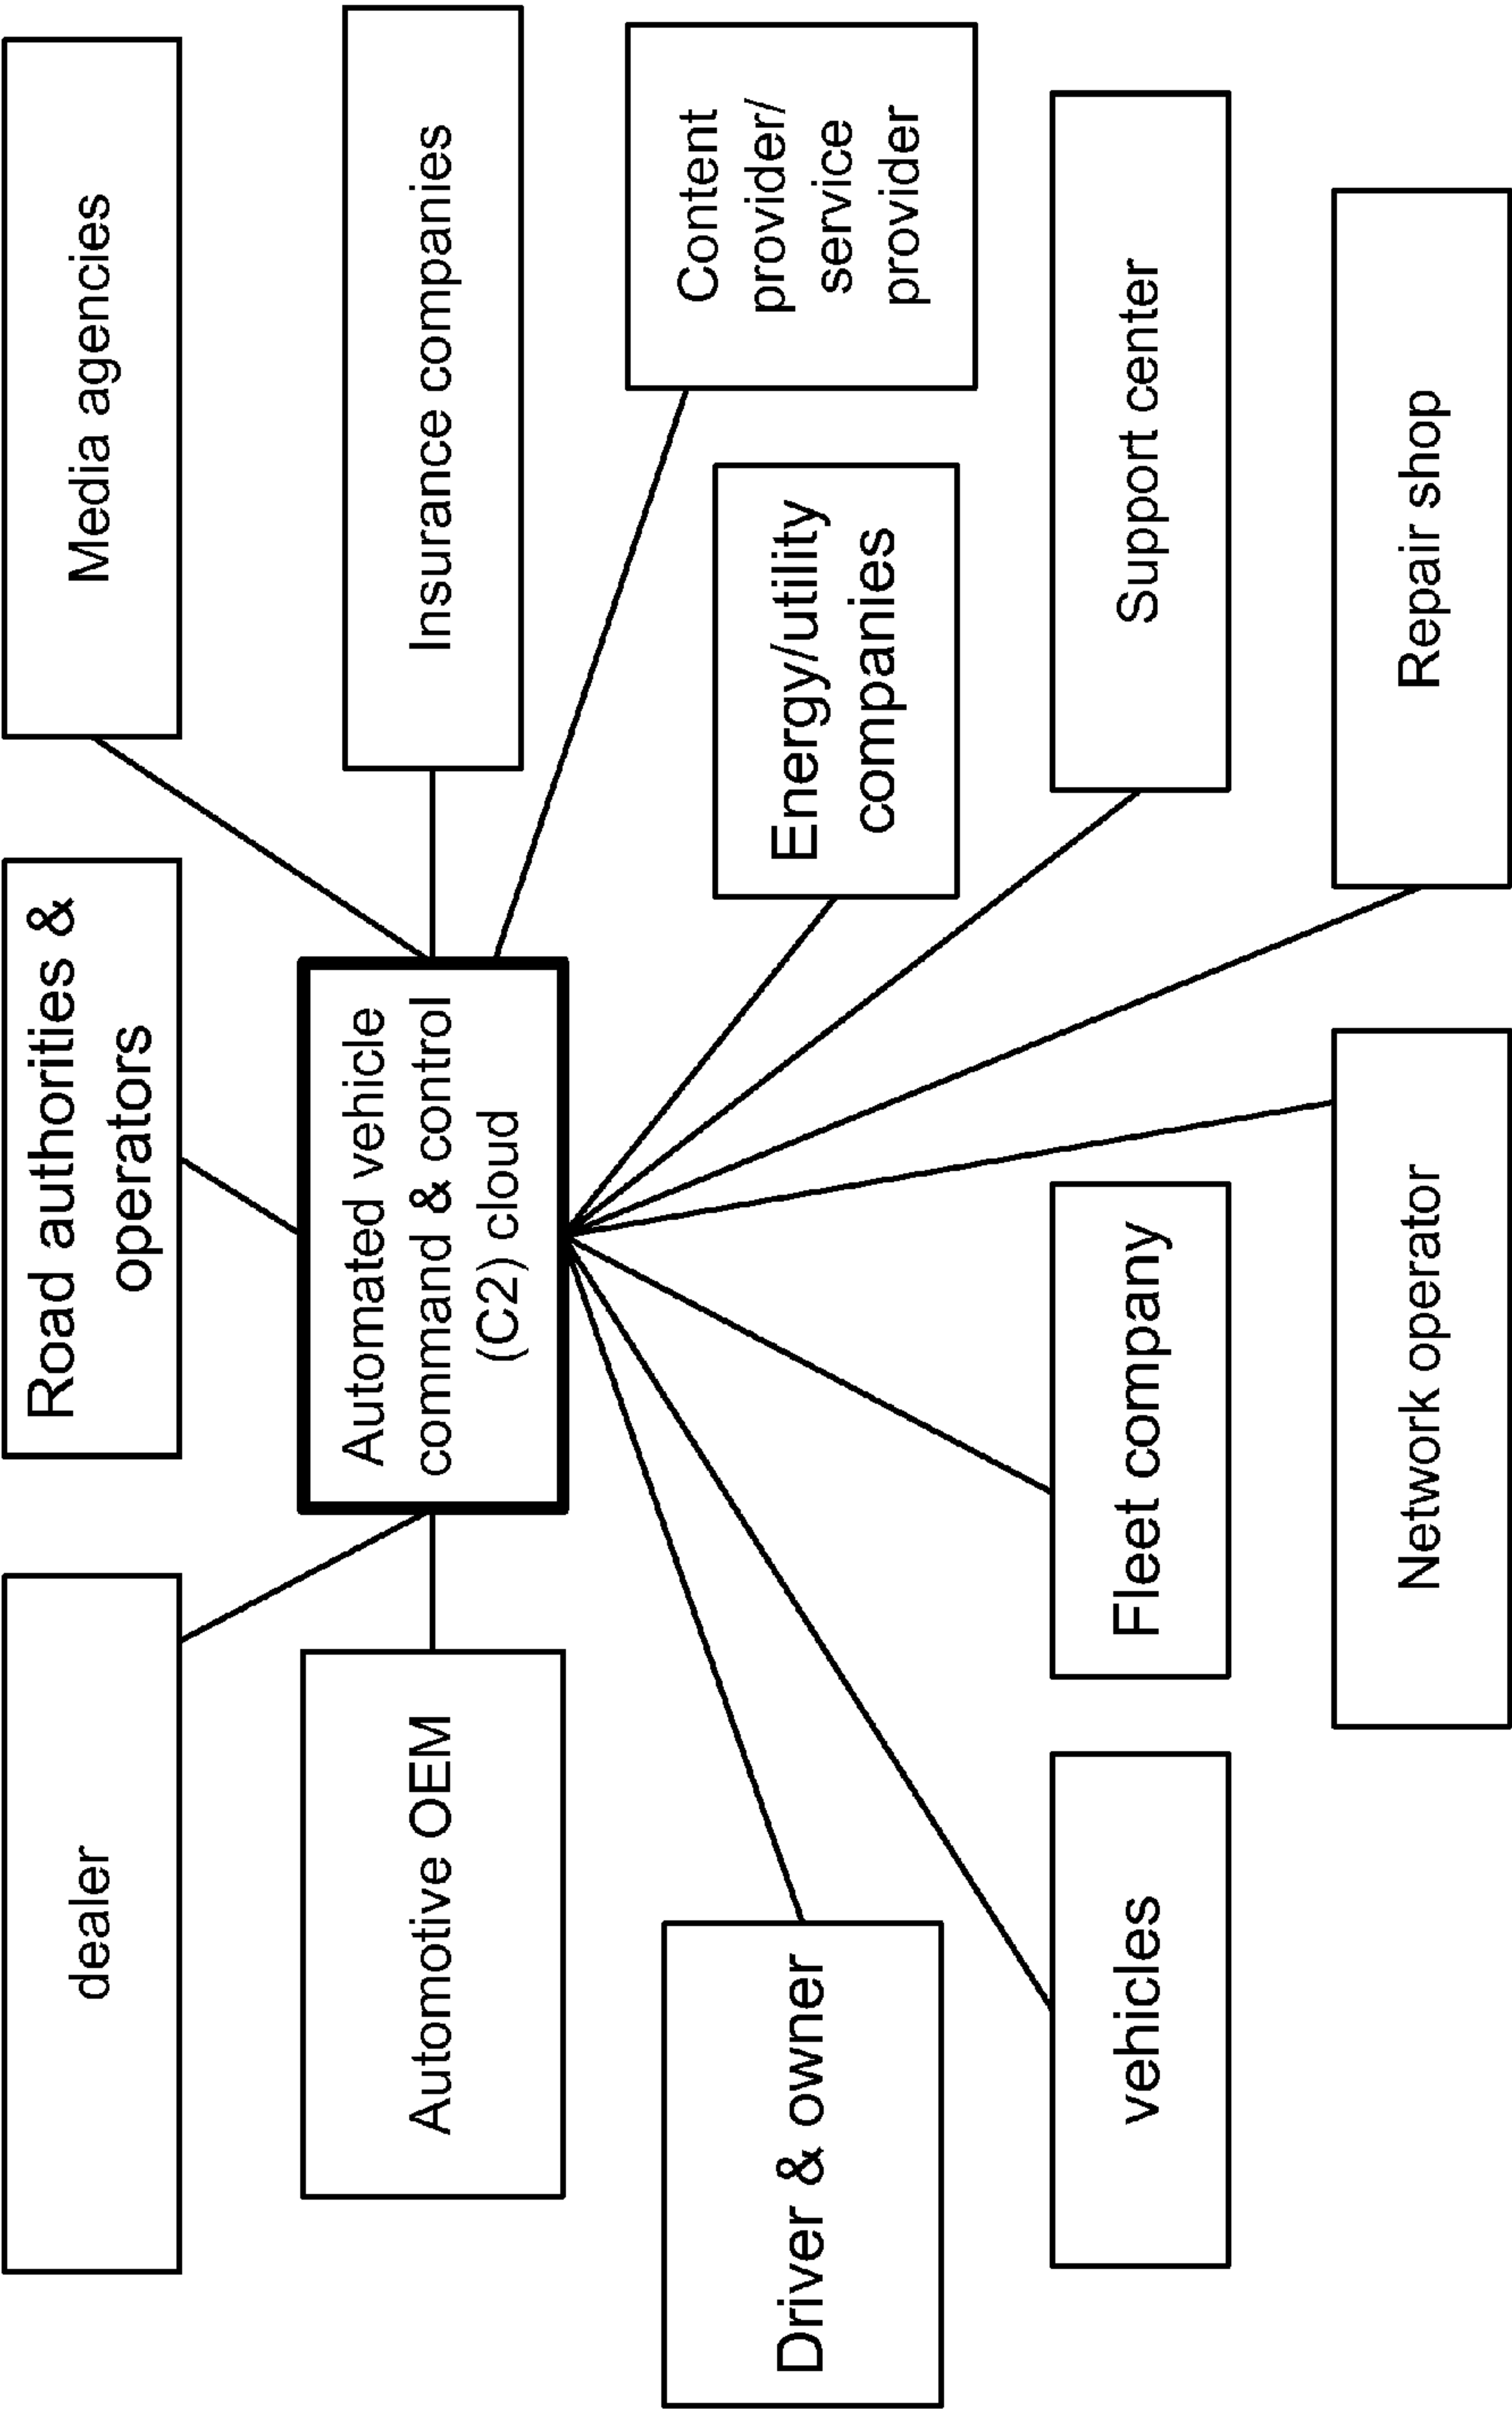 dealer
Road authorities &
operators
Media agencies
Automotive OEM
Automated vehicle
command & control
(C2) cloud
Insurance companies
Content
provider/
service
provider
Driver & owner
Energy/utility
companies
vehicles
Fleet company
Support center
Network operator
Repair shop